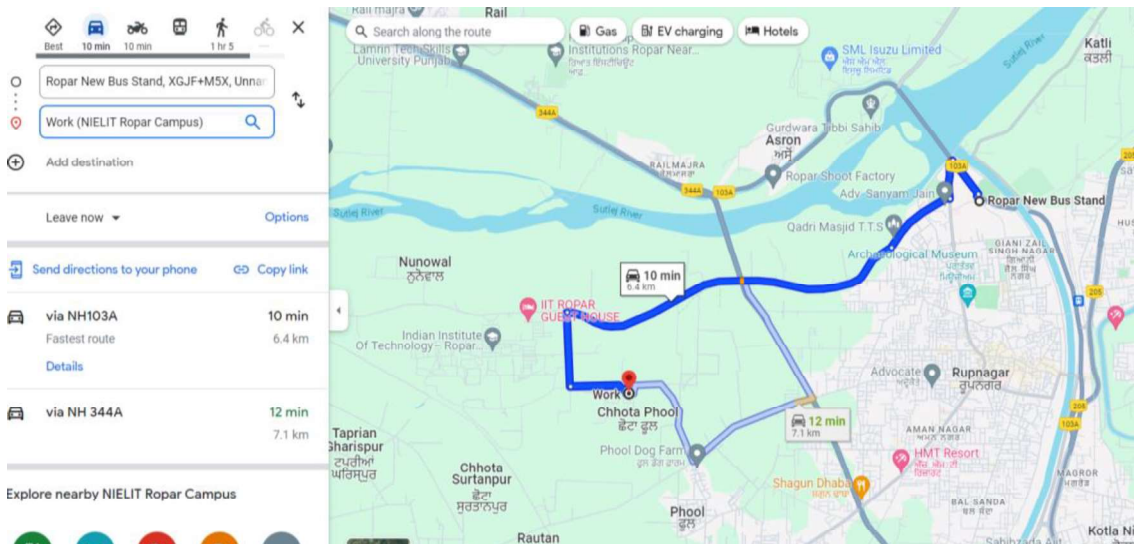 Best
10 min
10 min
1 hr 5
Ropar New Bus Stand, XGJF+M5X, Unnar
Work (NIELIT Ropar Campus)
Add destination
Leave now
Options
Send directions to your phone
Copy link
via NH103A
10 min
Fastest route
6.4 km
Details
via NH 344A
12 min
7.1 km
Explore nearby NIELIT Ropar Campus
Rail majra
Rail
Search along the route
Gas
EV charging
Hotels
Lamrin Tech Skills
University Punjab
Institutions Ropar Near...
SML Isuzu Limited
Sutlej River
Katli
ਕਤਲੀ
344A
Gurdwara Tibbi Sahib
Asron
ਅਸੋਂ
RAILMAJRA
Ropar Shoot Factory
103A
344A
103A
Adv Sanyam Jain
Ropar New Bus Stand
Sutlej River
Sutlej River
Qadri Masjid T.T.S
GIANI ZAIL
SINGH NAGAR
Archaeological Museum
Nunowal
ਨੂਨੋਵਾਲ
10 min
6.4 km
205
IIT ROPAR
GUEST HOUSE
Indian Institute
Of Technology- Ropar...
Work
Chhota Phool
ਛੋਟਾ ਫੂਲ
Advocate
Rupnagar
ਰੂਪਨਗਰ
12 min
7.1 km
205
103A
Taprian
Gharispur
ਟਪਰੀਆਂ
ਘਰਿਸਪੁਰ
Phool Dog Farm
AMAN NAGAR
HMT Resort
Chhota
Surtanpur
ਛੋਟਾ
ਸੁਰਤਾਨਪੁਰ
Shagun Dhaba
MAGROR
BAL SANDA
Phool
ਫੂਲ
Rautan
Kotla Ni